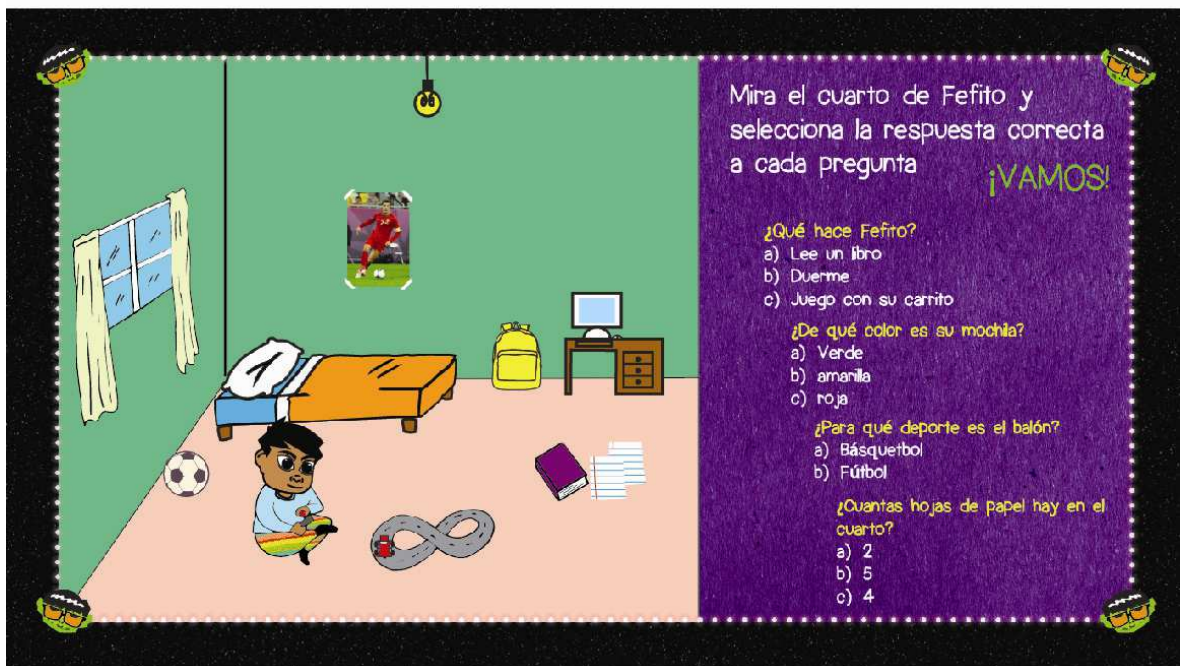 Mira el cuarto de Fefito y
selecciona la respuesta correcta
a cada pregunta
¡VAMOS!
¿Qué hace Fefito?
a) Lee un libro
b) Duerme
c) Juego con su carrito
¿De qué color es su mochila?
a) Verde
b) amarilla
c) roja
¿Para qué deporte es el balón?
a) Básquetbol
b) Fútbol
¿Cuantas hojas de papel hay en el
cuarto?
a) 2
b) 5
c) 4